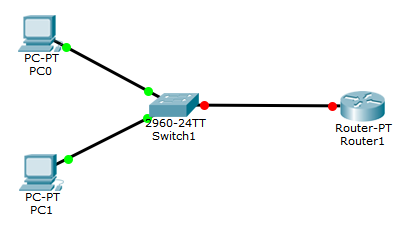 PC-PT
PC0
2960-24TT
Switch1
Router-PT
Router1
PC-PT
PC1